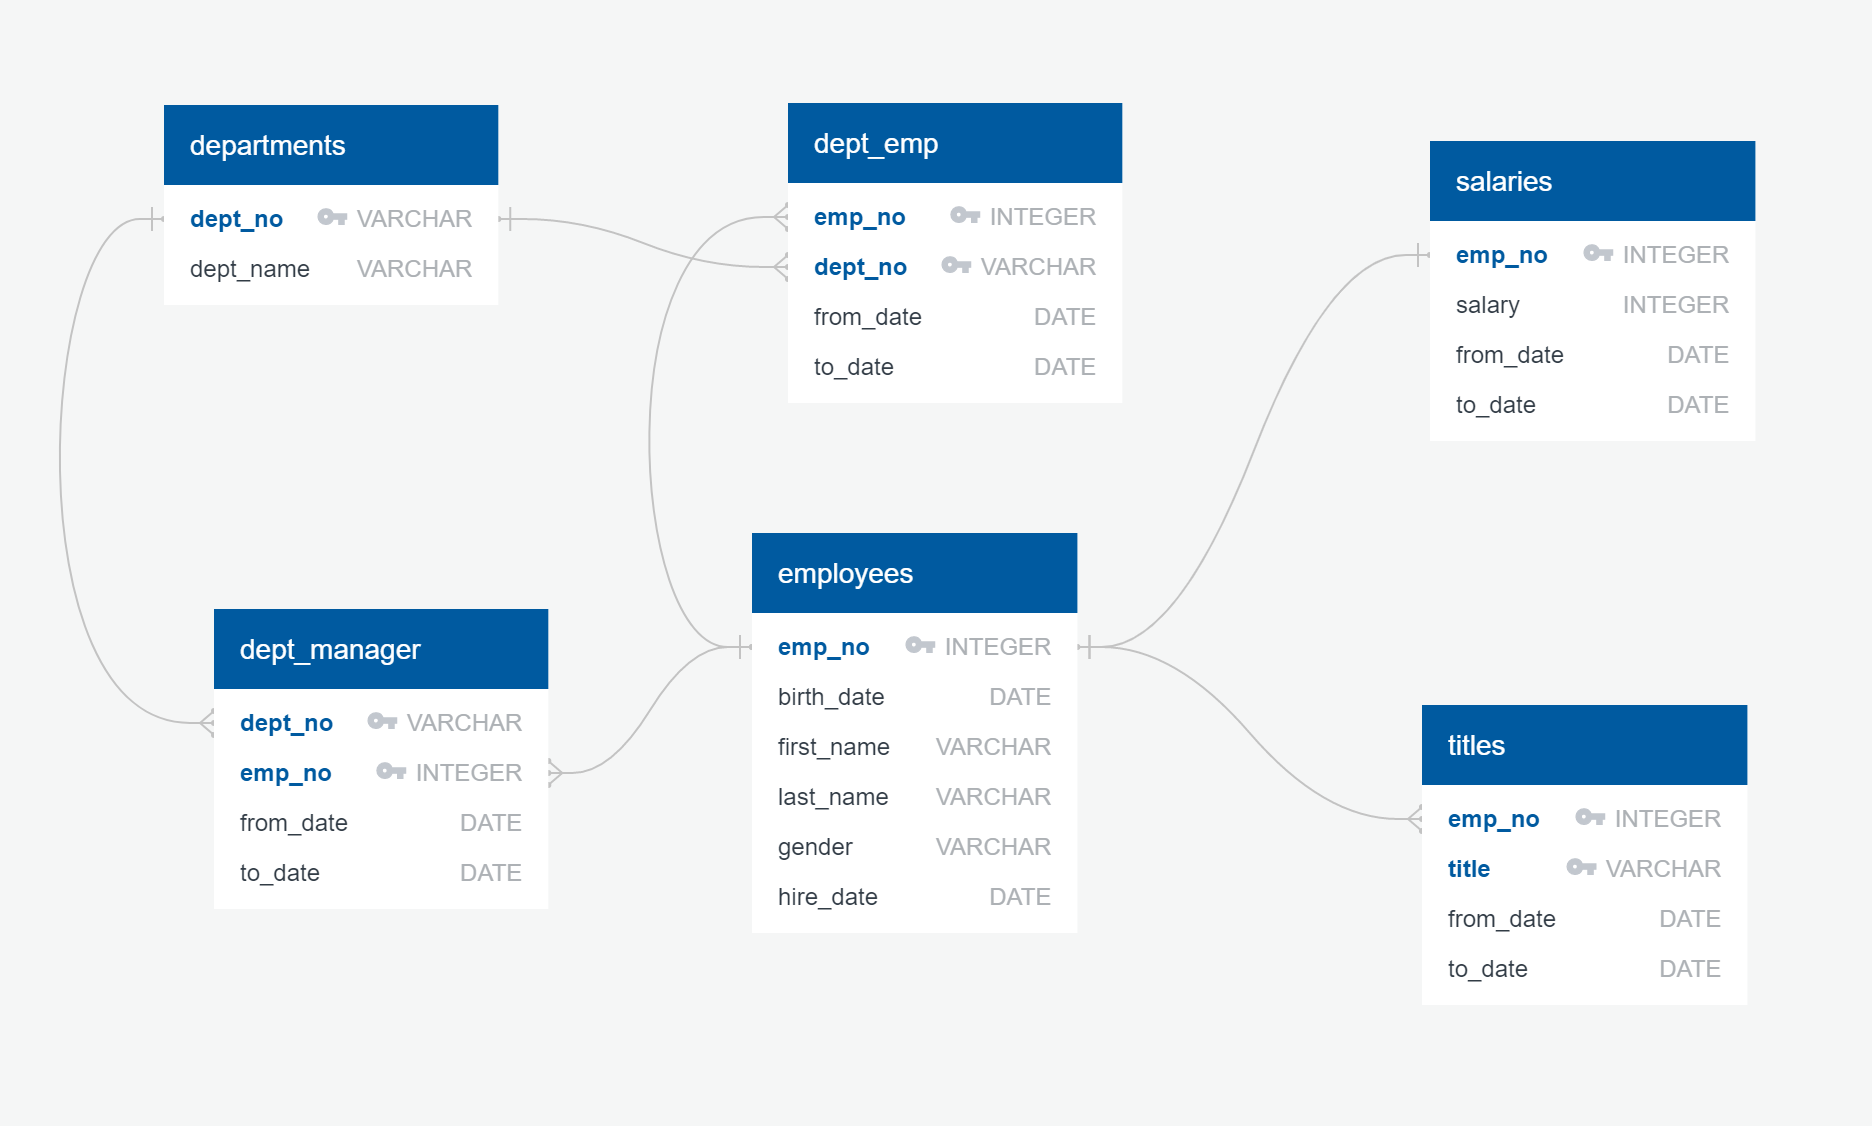 departments
dept_no VARCHAR
dept_name VARCHAR
dept_emp
emp_no INTEGER
dept_no VARCHAR
from_date DATE
to_date DATE
salaries
emp_no INTEGER
salary INTEGER
from_date DATE
to_date DATE
dept_manager
dept_no VARCHAR
emp_no INTEGER
from_date DATE
to_date DATE
employees
emp_no INTEGER
birth_date DATE
first_name VARCHAR
last_name VARCHAR
gender VARCHAR
hire_date DATE
titles
emp_no INTEGER
title VARCHAR
from_date DATE
to_date DATE